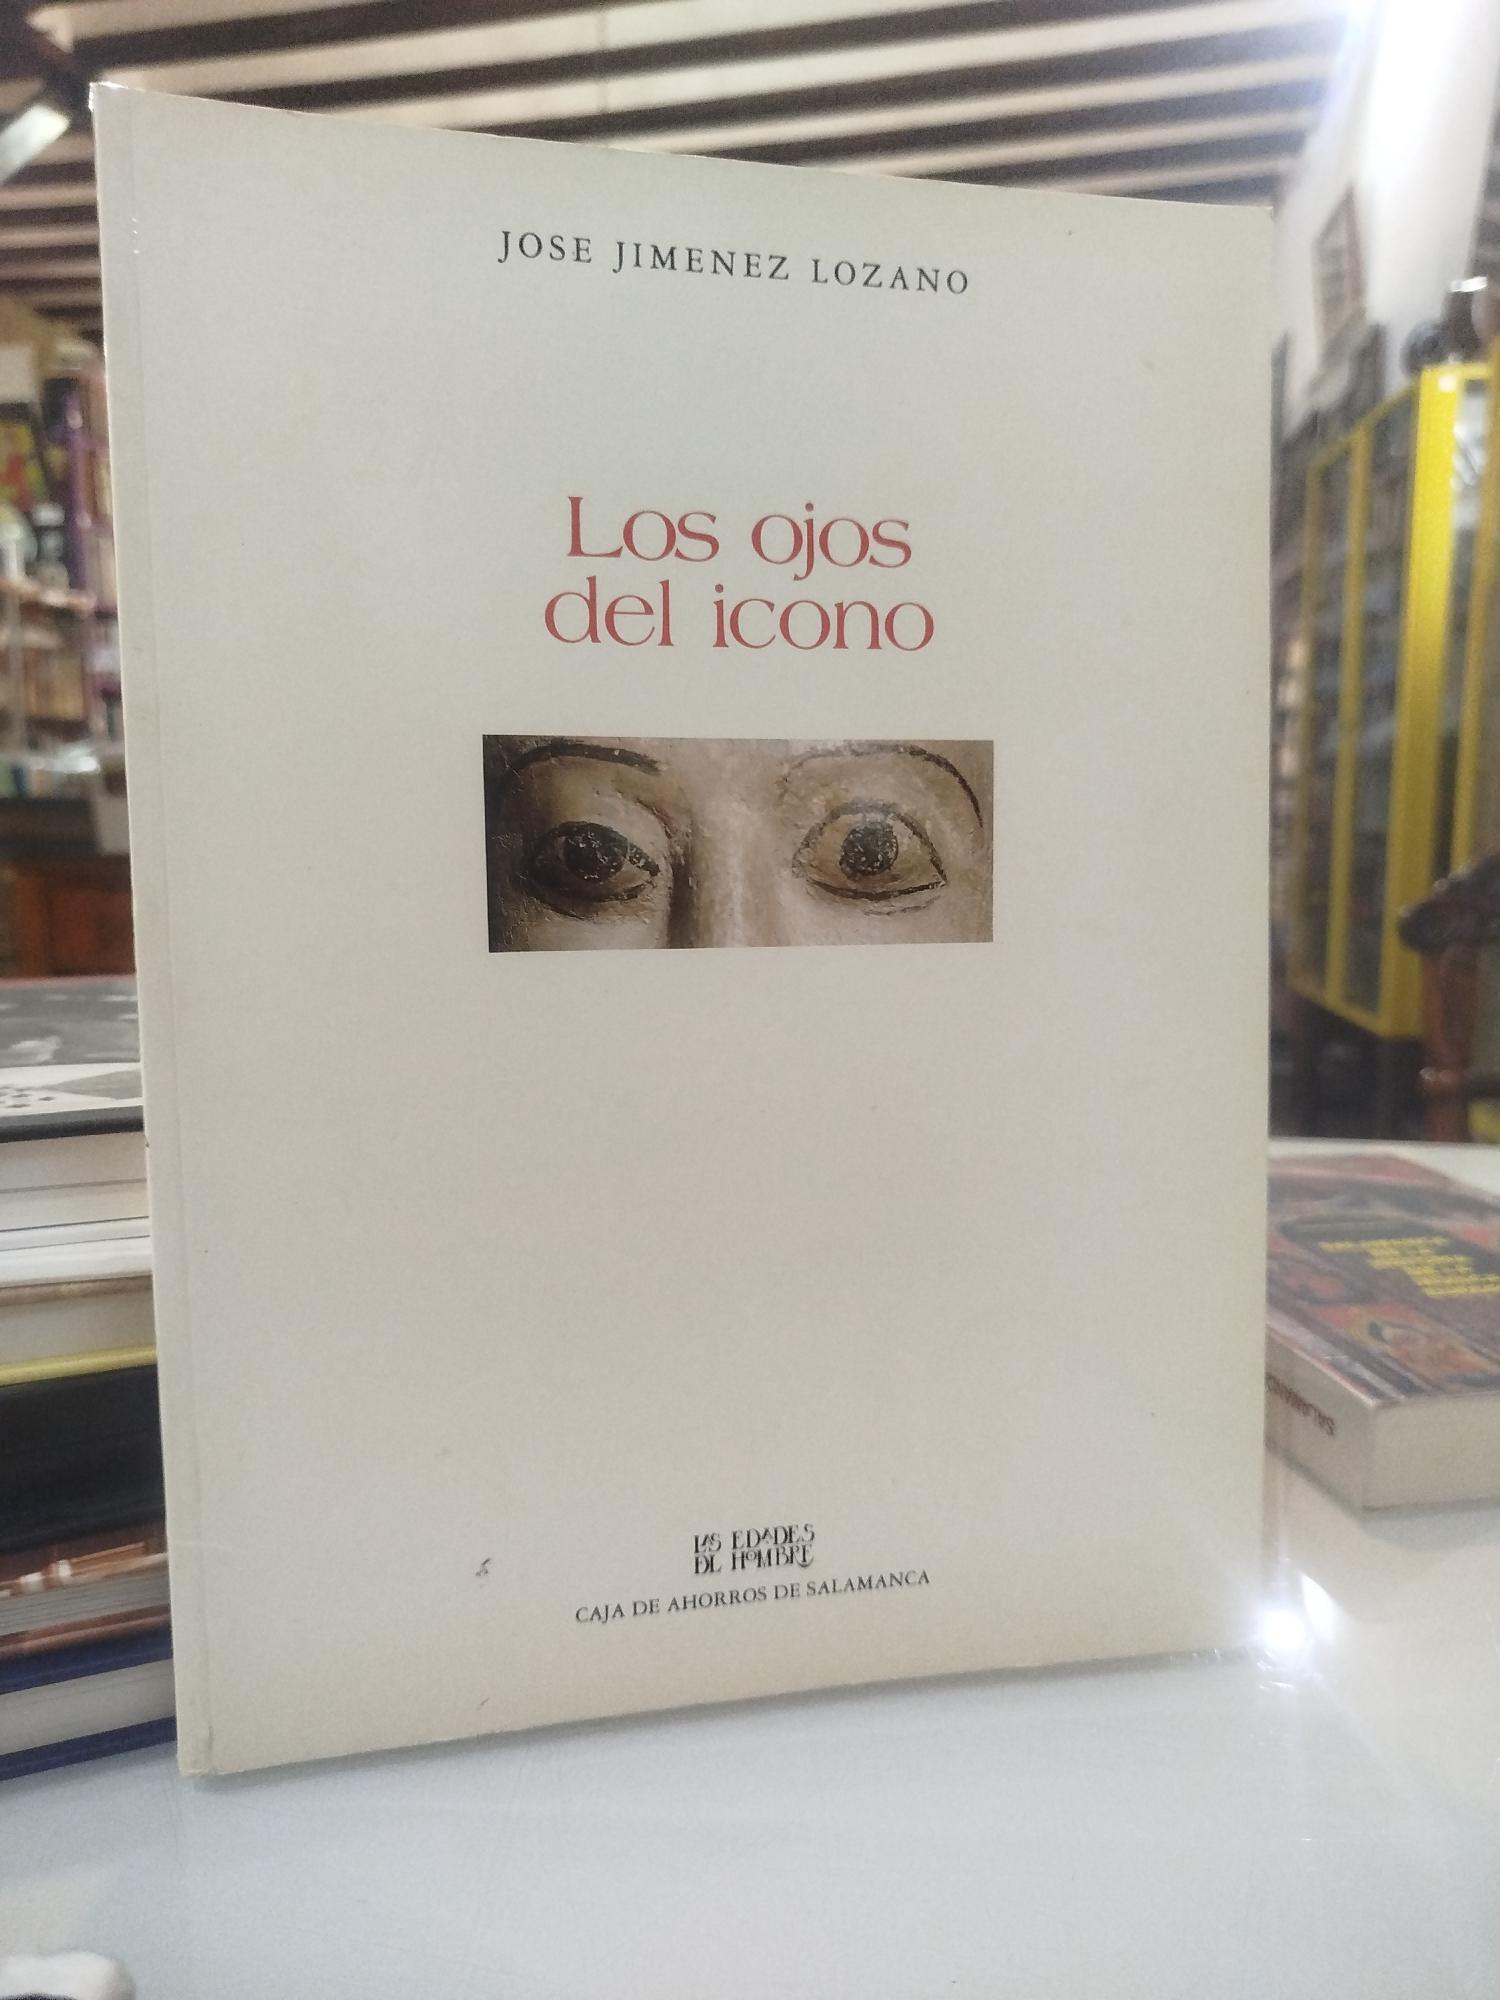 JOSE JIMENEZ LOZANO
Los ojos
del icono
LAS EDADES
DEL HOMBRE
CAJA DE AHORROS DE SALAMANCA